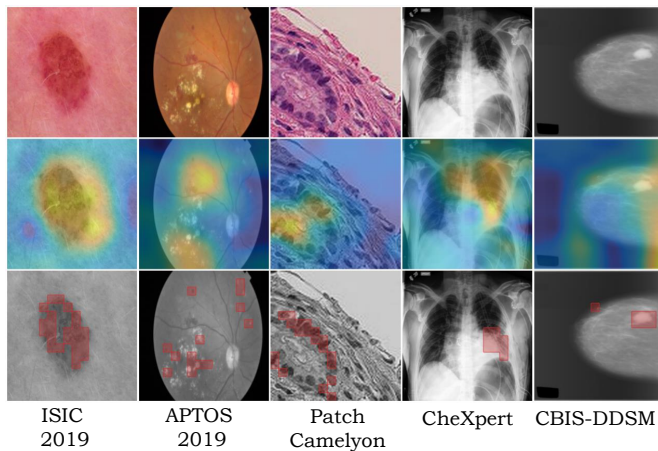 ISIC
2019
APTOS
2019
Patch
Camelyon
CheXpert
CBIS-DDSM